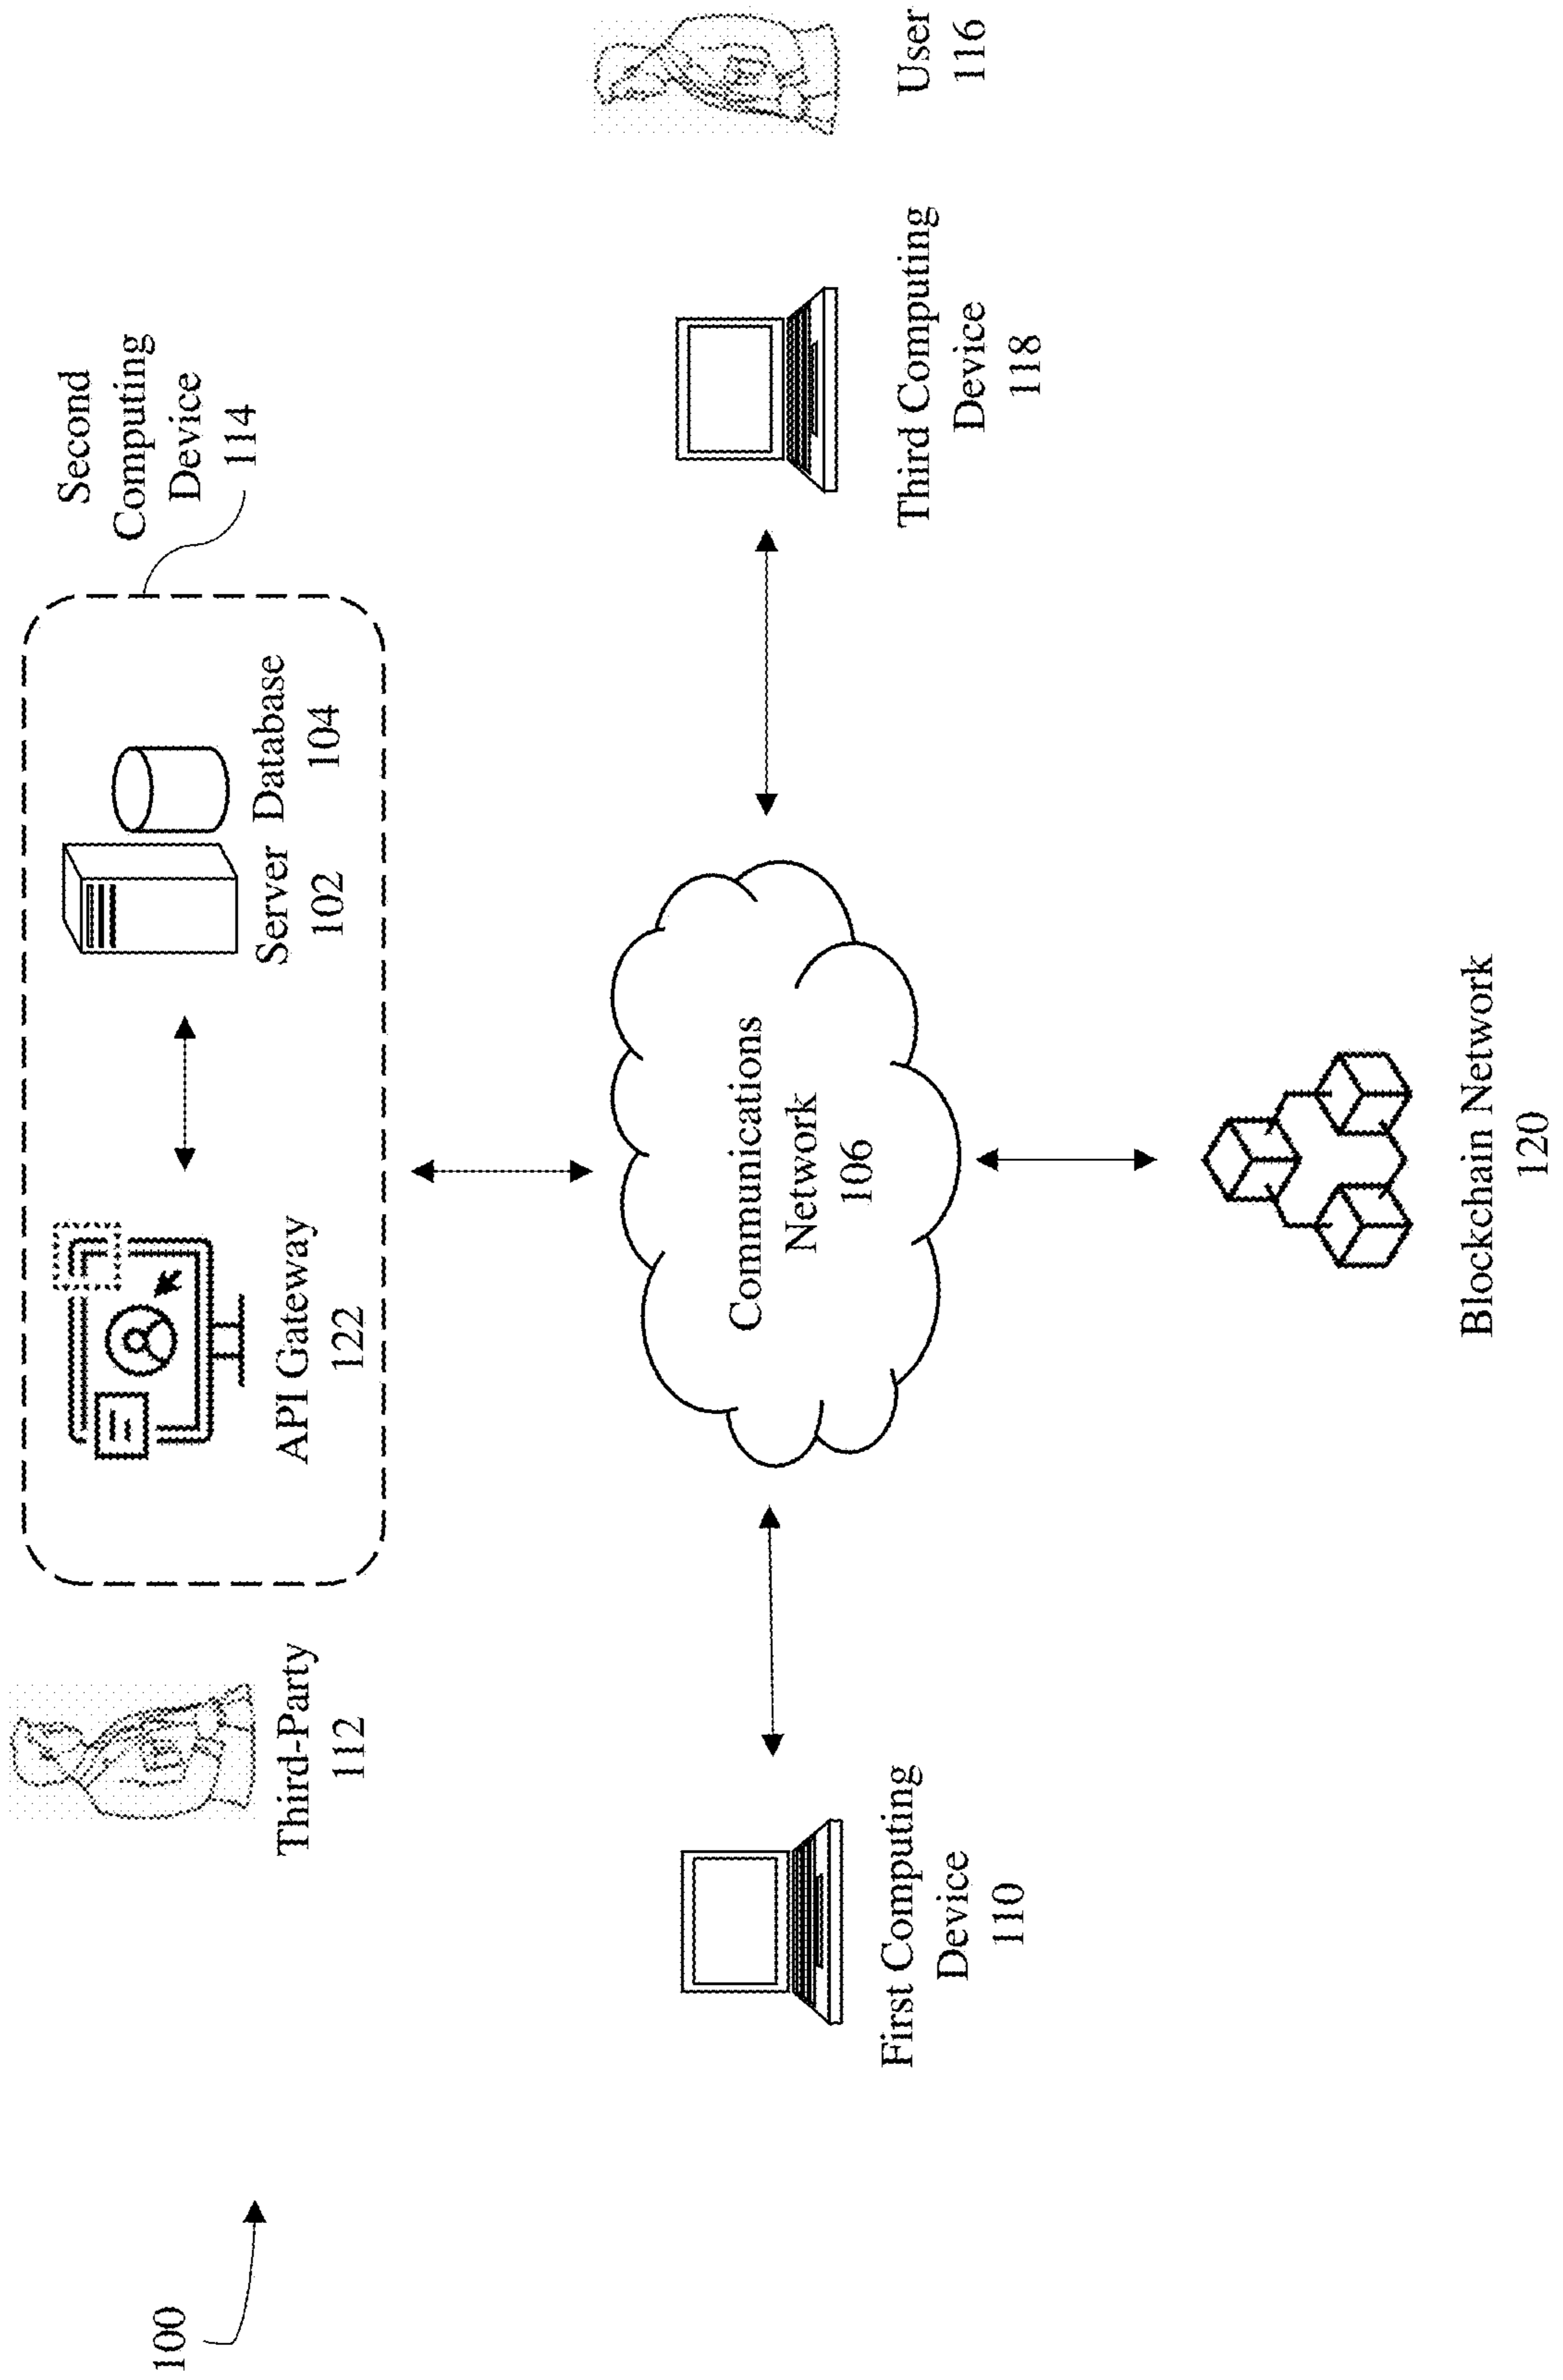 100
Third-Party
112
API Gateway
122
Server
102
Database
104
Second
Computing
Device
114
First Computing
Device
110
Communications
Network
106
Third Computing
Device
118
User
116
Blockchain Network
120